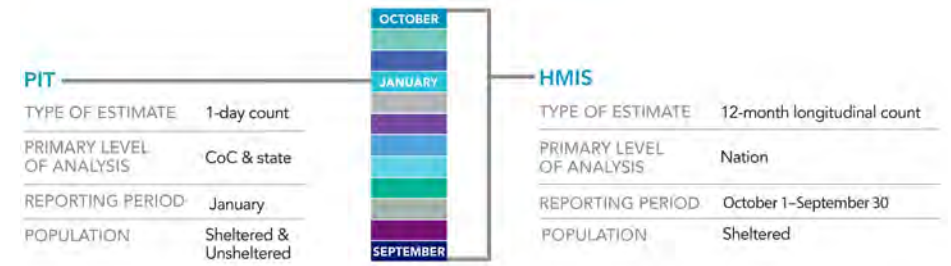 OCTOBER
PIT
JANUARY
HMIS
TYPE OF ESTIMATE 1-day count
TYPE OF ESTIMATE 12-month longitudinal count
PRIMARY LEVEL
OF ANALYSIS CoC & state
PRIMARY LEVEL
OF ANALYSIS Nation
REPORTING PERIOD January
REPORTING PERIOD October 1–September 30
POPULATION Sheltered &
Unsheltered
POPULATION Sheltered
SEPTEMBER